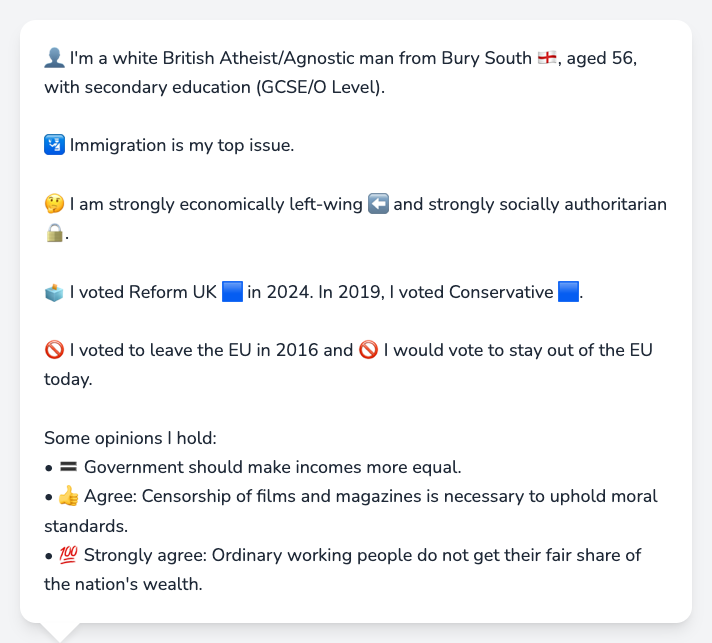 👤 I'm a white British Atheist/Agnostic man from Bury South 🏴󠁧󠁢󠁥󠁮󠁧󠁿, aged 56,
with secondary education (GCSE/O Level).
🛂 Immigration is my top issue.
🤔 I am strongly economically left-wing ⬅️ and strongly socially authoritarian
🔒.
🗳️ I voted Reform UK 🟦 in 2024. In 2019, I voted Conservative 🟦.
🚫 I voted to leave the EU in 2016 and 🚫 I would vote to stay out of the EU
today.
Some opinions I hold:
• 🟰 Government should make incomes more equal.
• 👍 Agree: Censorship of films and magazines is necessary to uphold moral
standards.
• 💯 Strongly agree: Ordinary working people do not get their fair share of
the nation's wealth.